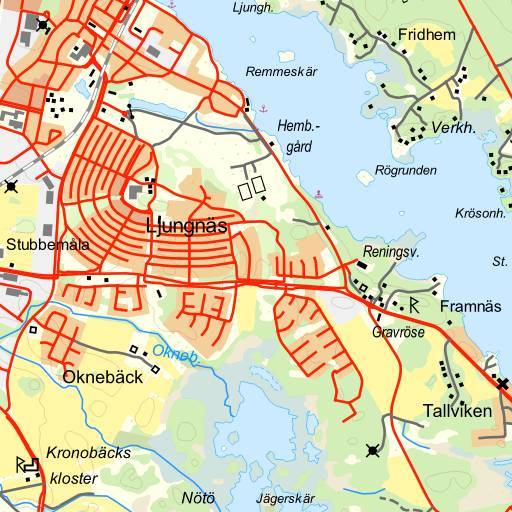 Ljungh.
Fridhem
Remmeskär
Hemb.-
gård
Verkh.
Rögrunden
Krösonh.
Ljungnäs
Stubbemåla
Reningsv.
St.
Framnäs
Gravröse
Okneb.
Oknebäck
Tallviken
Kronobäcks
kloster
Nötö
Jägerskär